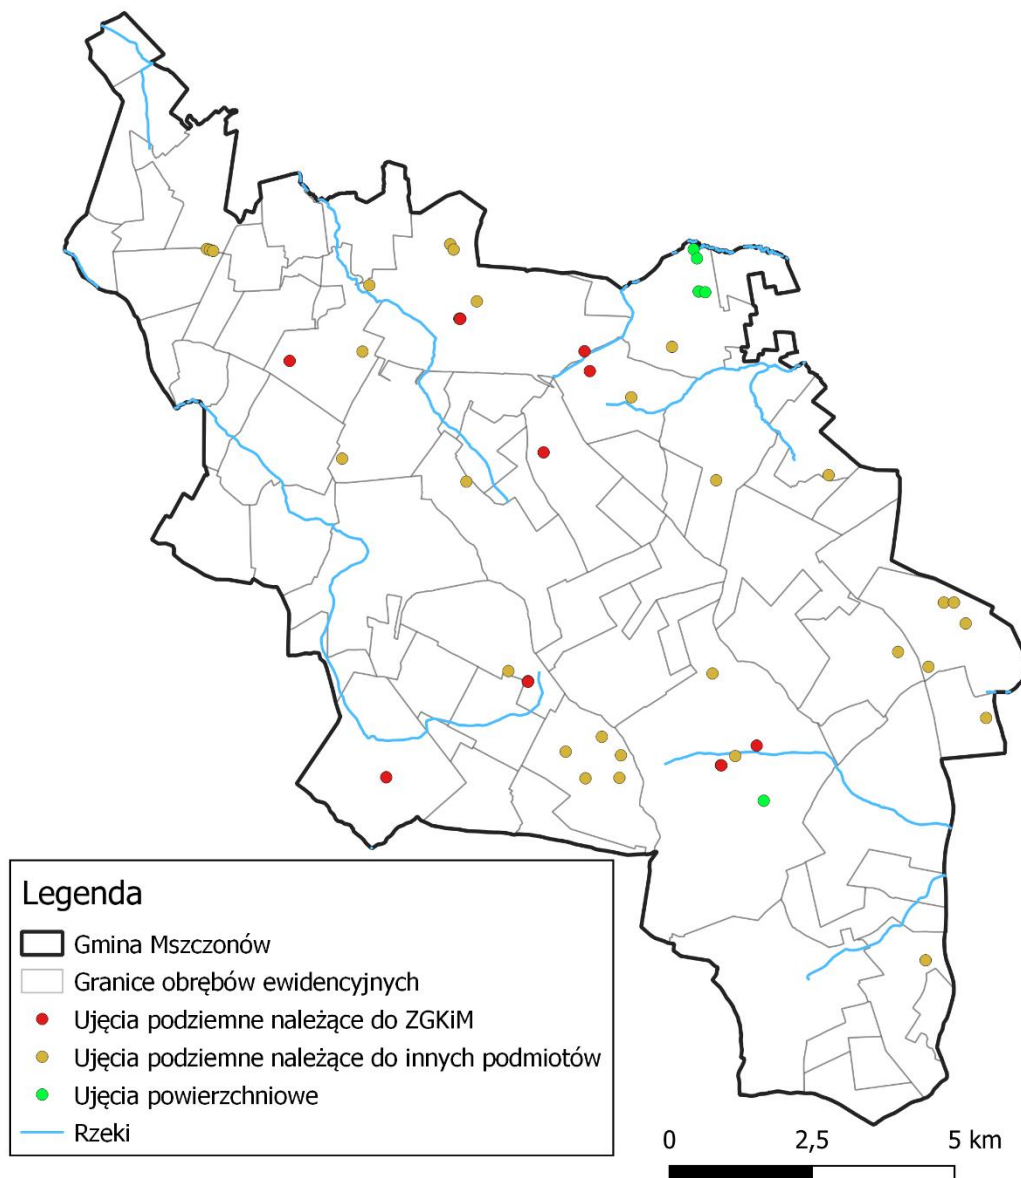 Legenda
Gmina Mszczonów
Granice obrębów ewidencyjnych
Ujęcia podziemne należące do ZGKiM
Ujęcia podziemne należące do innych podmiotów
Ujęcia powierzchniowe
Rzeki
0 2,5 5 km